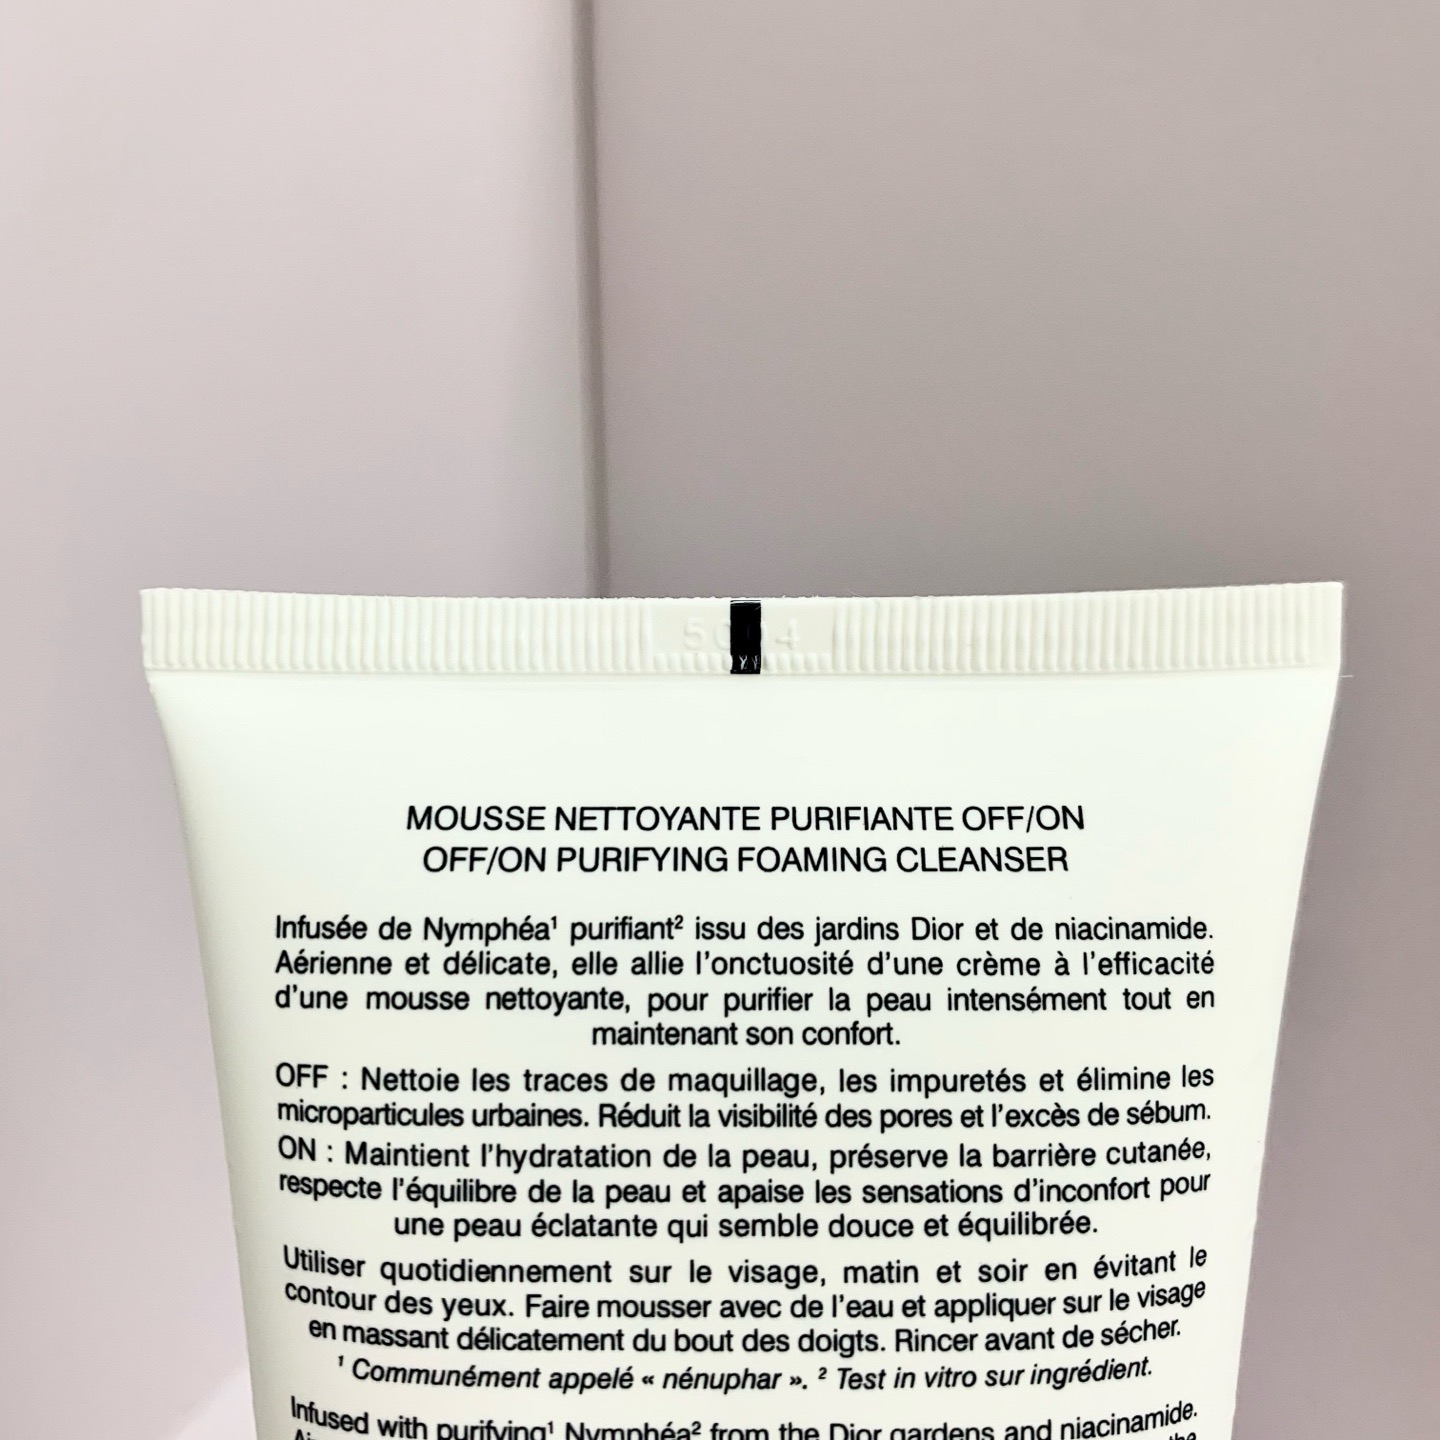 MOUSSE NETTOYANTE PURIFIANTE OFF/ON
OFF/ON PURIFYING FOAMING CLEANSER
Infusée de Nymphéa¹ purifiant² issu des jardins Dior et de niacinamide.
Aérienne et délicate, elle allie l'onctuosité d'une crème à l'efficacité
d'une mousse nettoyante, pour purifier la peau intensément tout en
maintenant son confort.
OFF : Nettoie les traces de maquillage, les impuretés et élimine les
microparticules urbaines. Réduit la visibilité des pores et l'excès de sébum.
ON : Maintient l'hydratation de la peau, préserve la barrière cutanée,
respecte l'équilibre de la peau et apaise les sensations d'inconfort pour
une peau éclatante qui semble douce et équilibrée.
Utiliser quotidiennement sur le visage, matin et soir en évitant le
contour des yeux. Faire mousser avec de l'eau et appliquer sur le visage
en massant délicatement du bout des doigts. Rincer avant de sécher.
¹ Communément appelé « nénuphar ». ² Test in vitro sur ingrédient.
Infused with purifying¹ Nymphéa² from the Dior gardens and niacinamide.
the